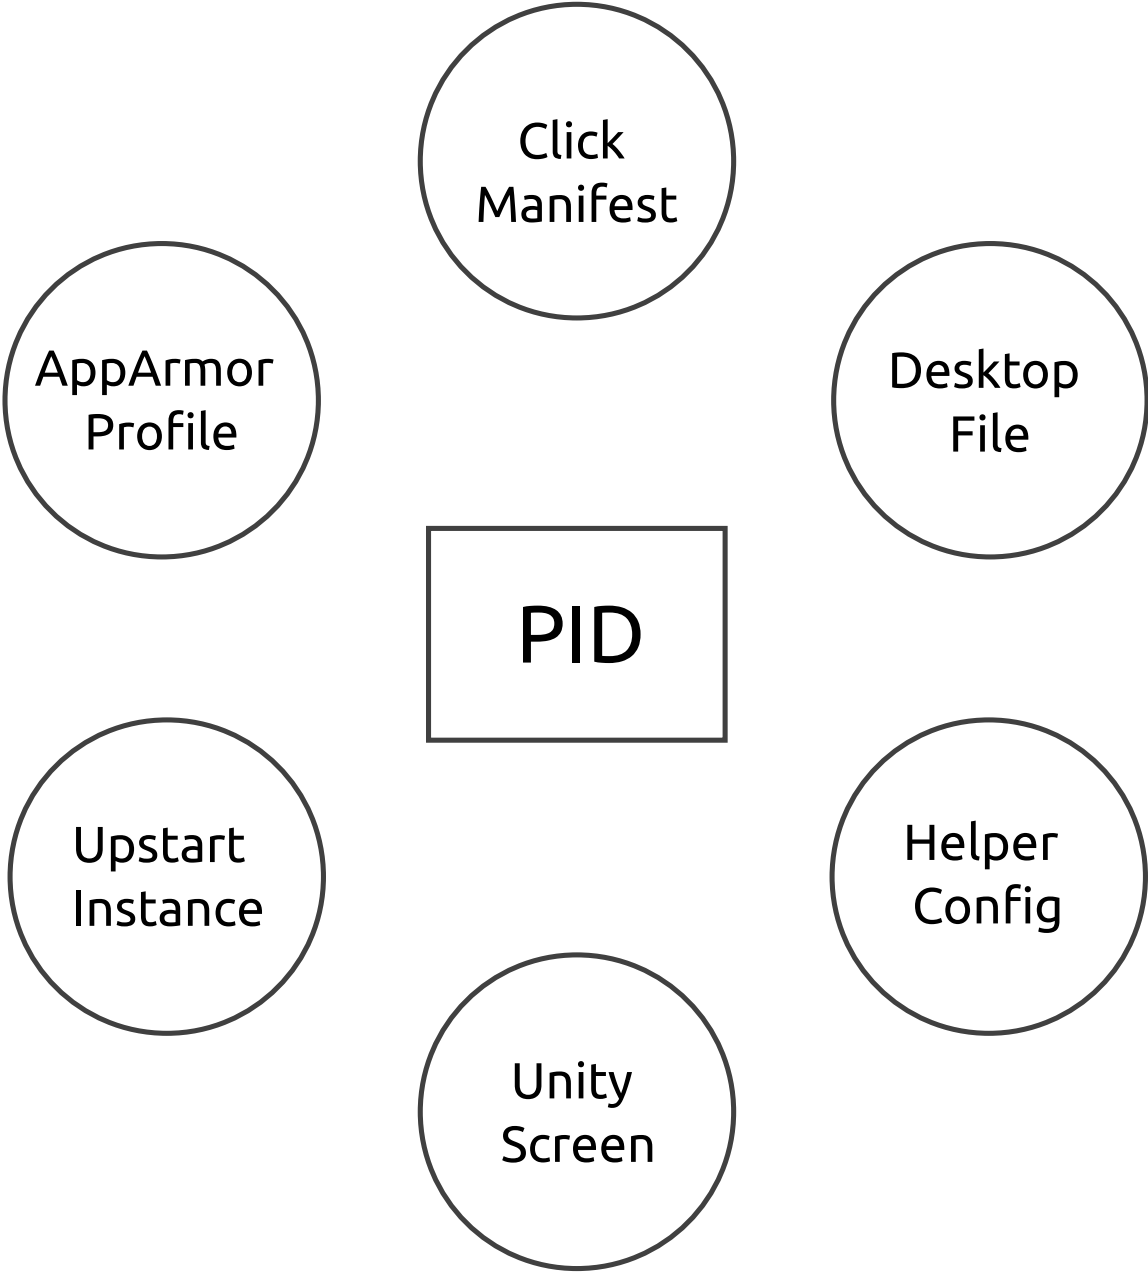 Click
Manifest
AppArmor
Profile
Desktop
File
PID
Upstart
Instance
Helper
Config
Unity
Screen